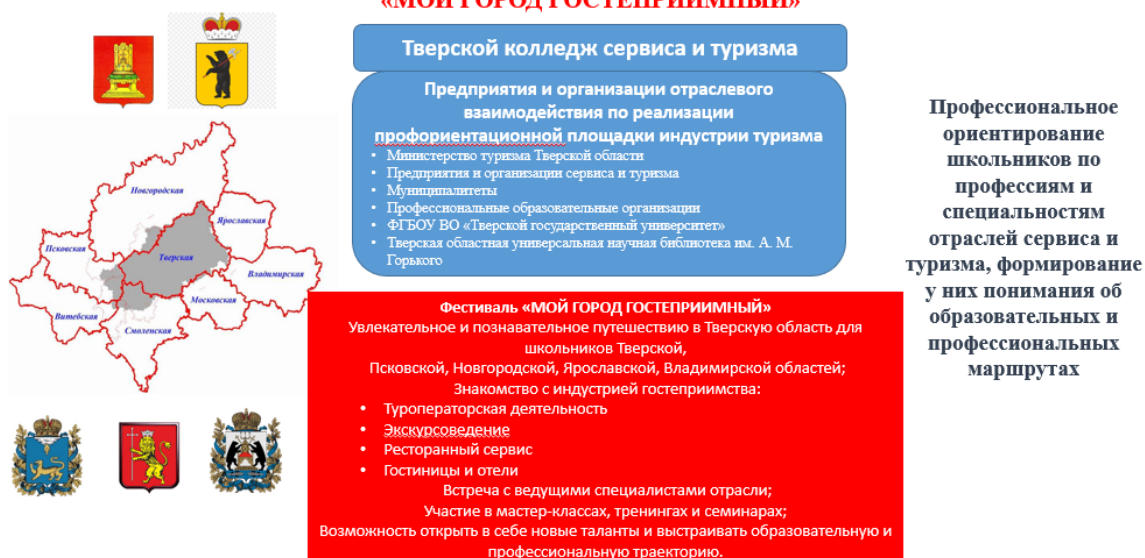 «МОЙ ГОРОД ГОСТЕПРИИМНЫЙ»
Тверской колледж сервиса и туризма
Предприятия и организации отраслевого
взаимодействия по реализации
профориентационной площадки индустрии туризма
• Министерство туризма Тверской области
• Предприятия и организации сервиса и туризма
• Муниципалитеты
• Профессиональные образовательные организации
• ФГБОУ ВО «Тверской государственный университет»
• Тверская областная универсальная научная библиотека им. А. М.
Горького
Новгородская
Ярославская
Псковская
Тверская
Владимирская
Московская
Витебская
Смоленская
Фестиваль «МОЙ ГОРОД ГОСТЕПРИИМНЫЙ»
Увлекательное и познавательное путешествию в Тверскую область для
школьников Тверской,
Псковской, Новгородской, Ярославской, Владимирской областей;
Знакомство с индустрией гостеприимства:
• Туроператорская деятельность
• Экскурсоведение
• Ресторанный сервис
• Гостиницы и отели
Встреча с ведущими специалистами отрасли;
Участие в мастер-классах, тренингах и семинарах;
Возможность открыть в себе новые таланты и выстраивать образовательную и
профессиональную траекторию.
Профессиональное
ориентирование
школьников по
профессиям и
специальностям
отраслей сервиса и
туризма, формирование
у них понимания об
образовательных и
профессиональных
маршрутах